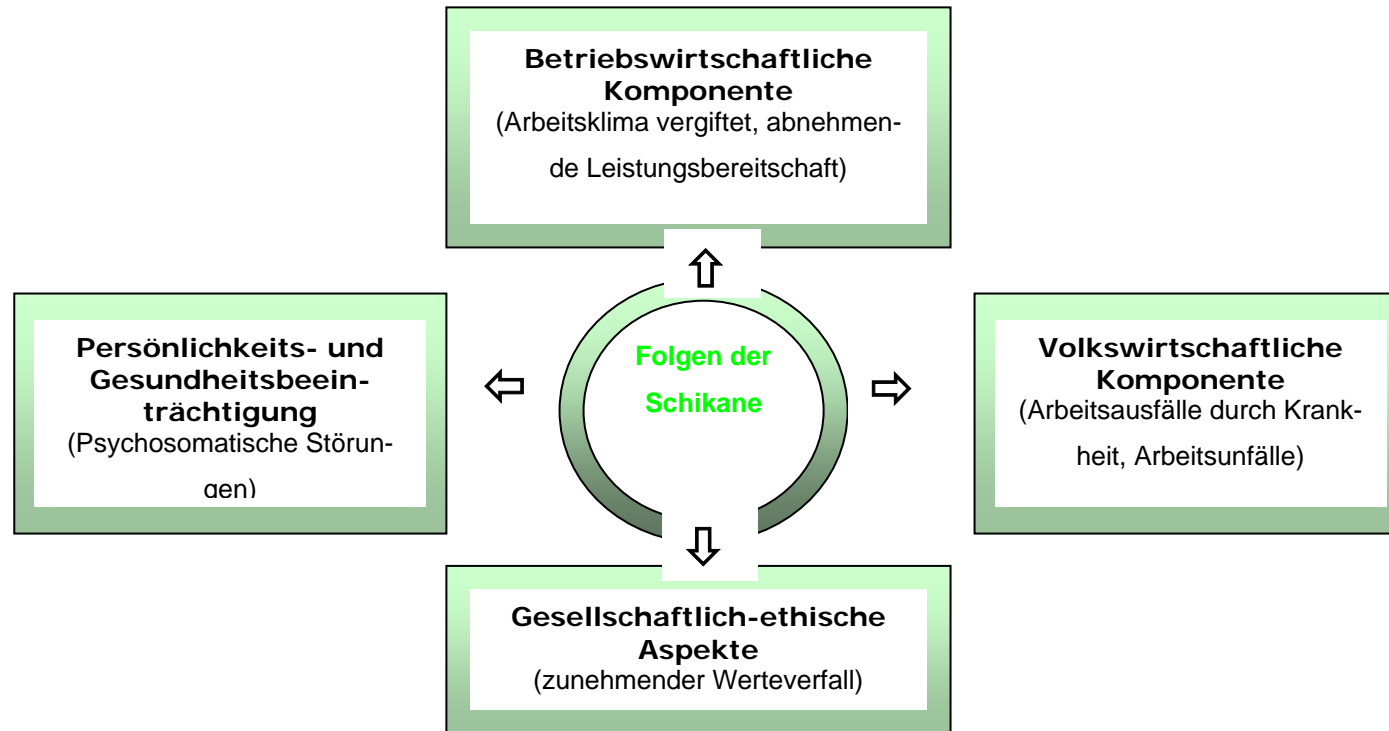 Betriebswirtschaftliche
Komponente
(Arbeitsklima vergiftet, abnehmen-
de Leistungsbereitschaft)
Persönlichkeits- und
Gesundheitsbeein-
trächtigung
(Psychosomatische Störun-
gen)
Folgen der
Schikane
Volkswirtschaftliche
Komponente
(Arbeitsausfälle durch Krank-
heit, Arbeitsunfälle)
Gesellschaftlich-ethische
Aspekte
(zunehmender Werteverfall)